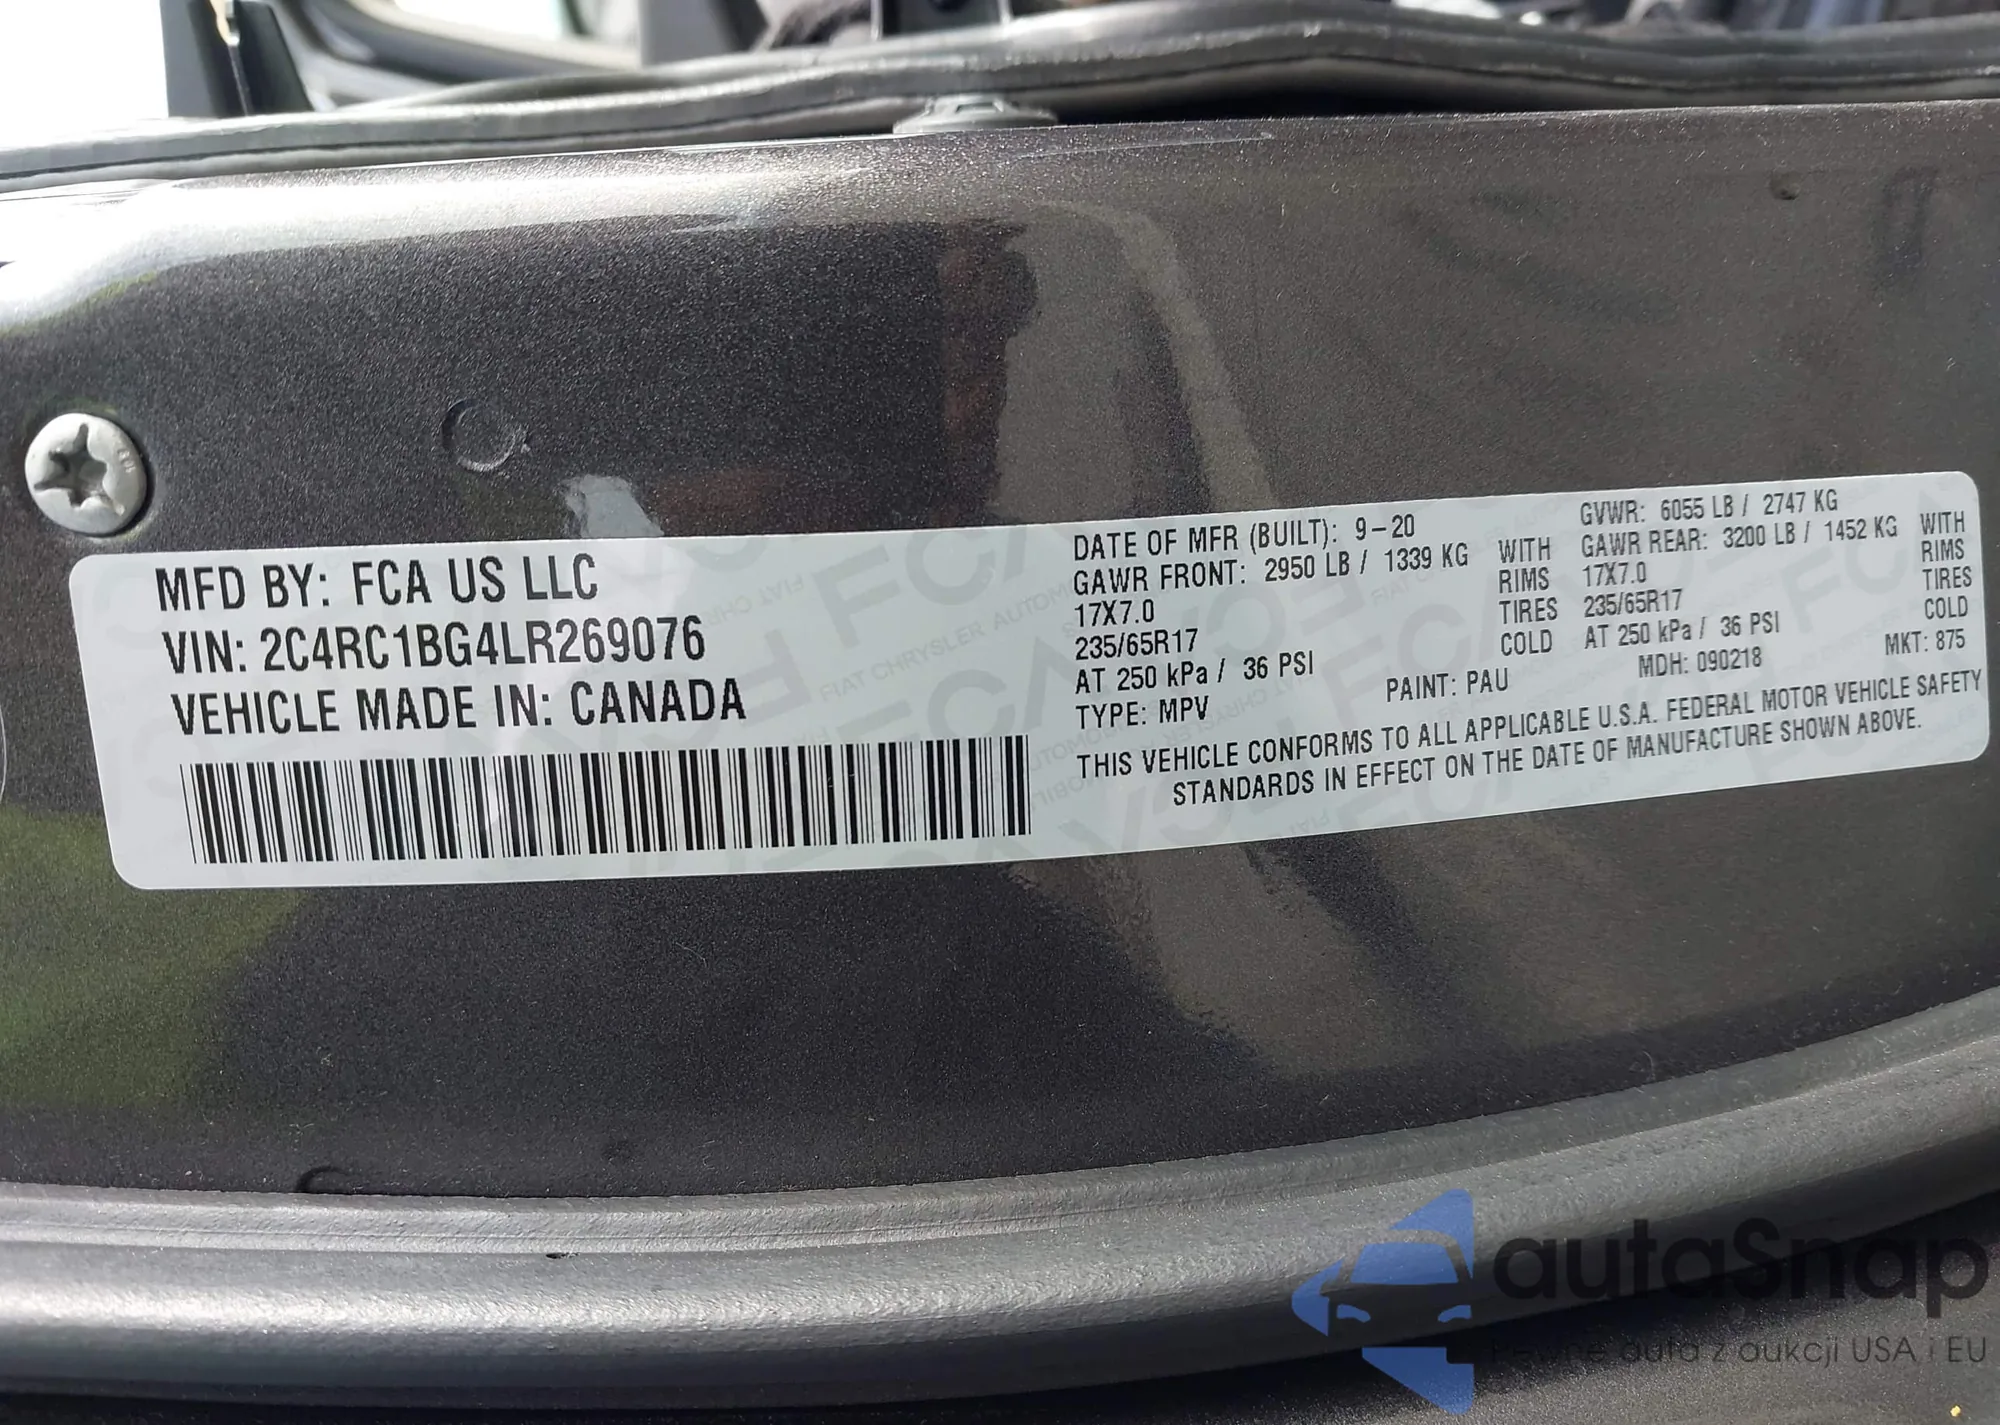 MFD BY: FCA US LLC
VIN: 2C4RC1BG4LR269076
VEHICLE MADE IN: CANADA
DATE OF MFR (BUILT): 9-20
GVWR: 6055 LB / 2747 KG
GAWR FRONT: 2950 LB / 1339 KG WITH
GAWR REAR: 3200 LB / 1452 KG WITH
17X7.0 RIMS
17X7.0 RIMS
235/65R17 TIRES
235/65R17 TIRES
AT 250 kPa / 36 PSI COLD
AT 250 kPa / 36 PSI COLD
TYPE: MPV
PAINT: PAU
MDH: 090218
MKT: 875
THIS VEHICLE CONFORMS TO ALL APPLICABLE U.S.A. FEDERAL MOTOR VEHICLE SAFETY
STANDARDS IN EFFECT ON THE DATE OF MANUFACTURE SHOWN ABOVE.
autaSnap
Pewne auta z aukcji USA i EU